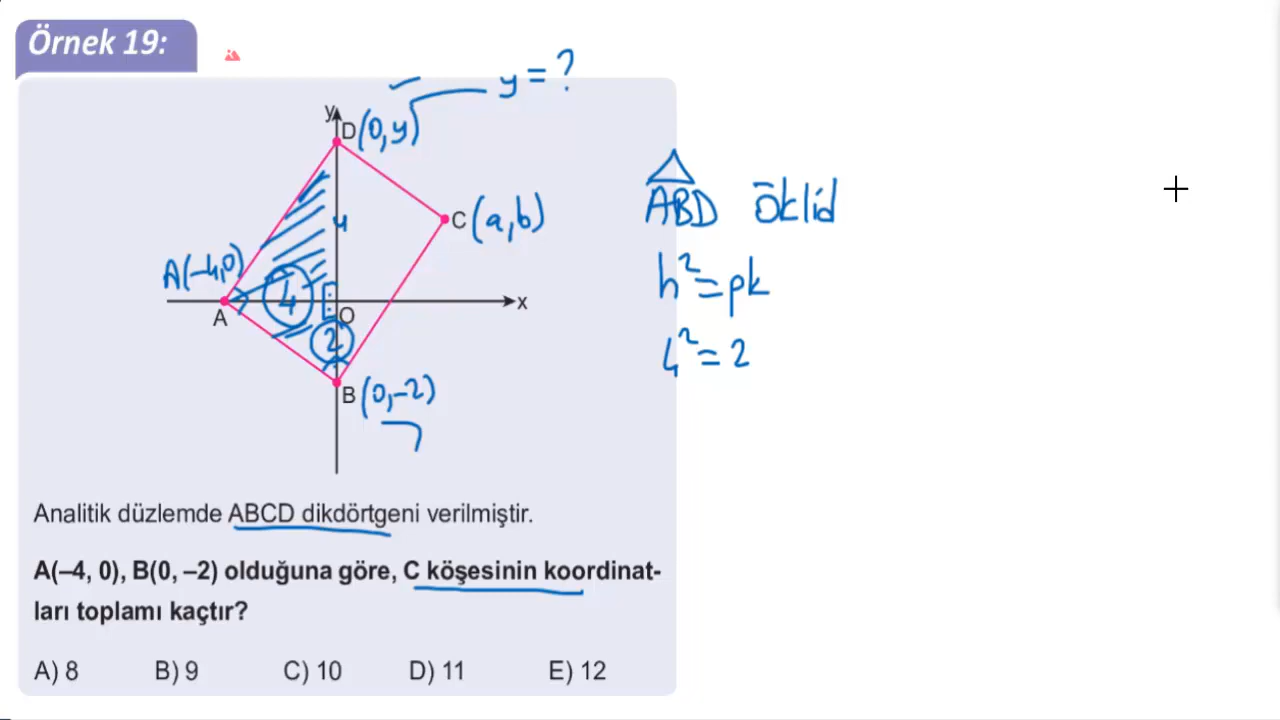 Örnek 19:
y = ?
y
D(0,y)
y
C(a,b)
A(-4,0)
4
A
O
x
2
B(0,-2)
ABD öklid
h² = pk
4² = 2
Analitik düzlemde ABCD dikdörtgeni verilmiştir.
A(–4, 0), B(0, –2) olduğuna göre, C köşesinin koordinat-
ları toplamı kaçtır?
A) 8 B) 9 C) 10 D) 11 E) 12